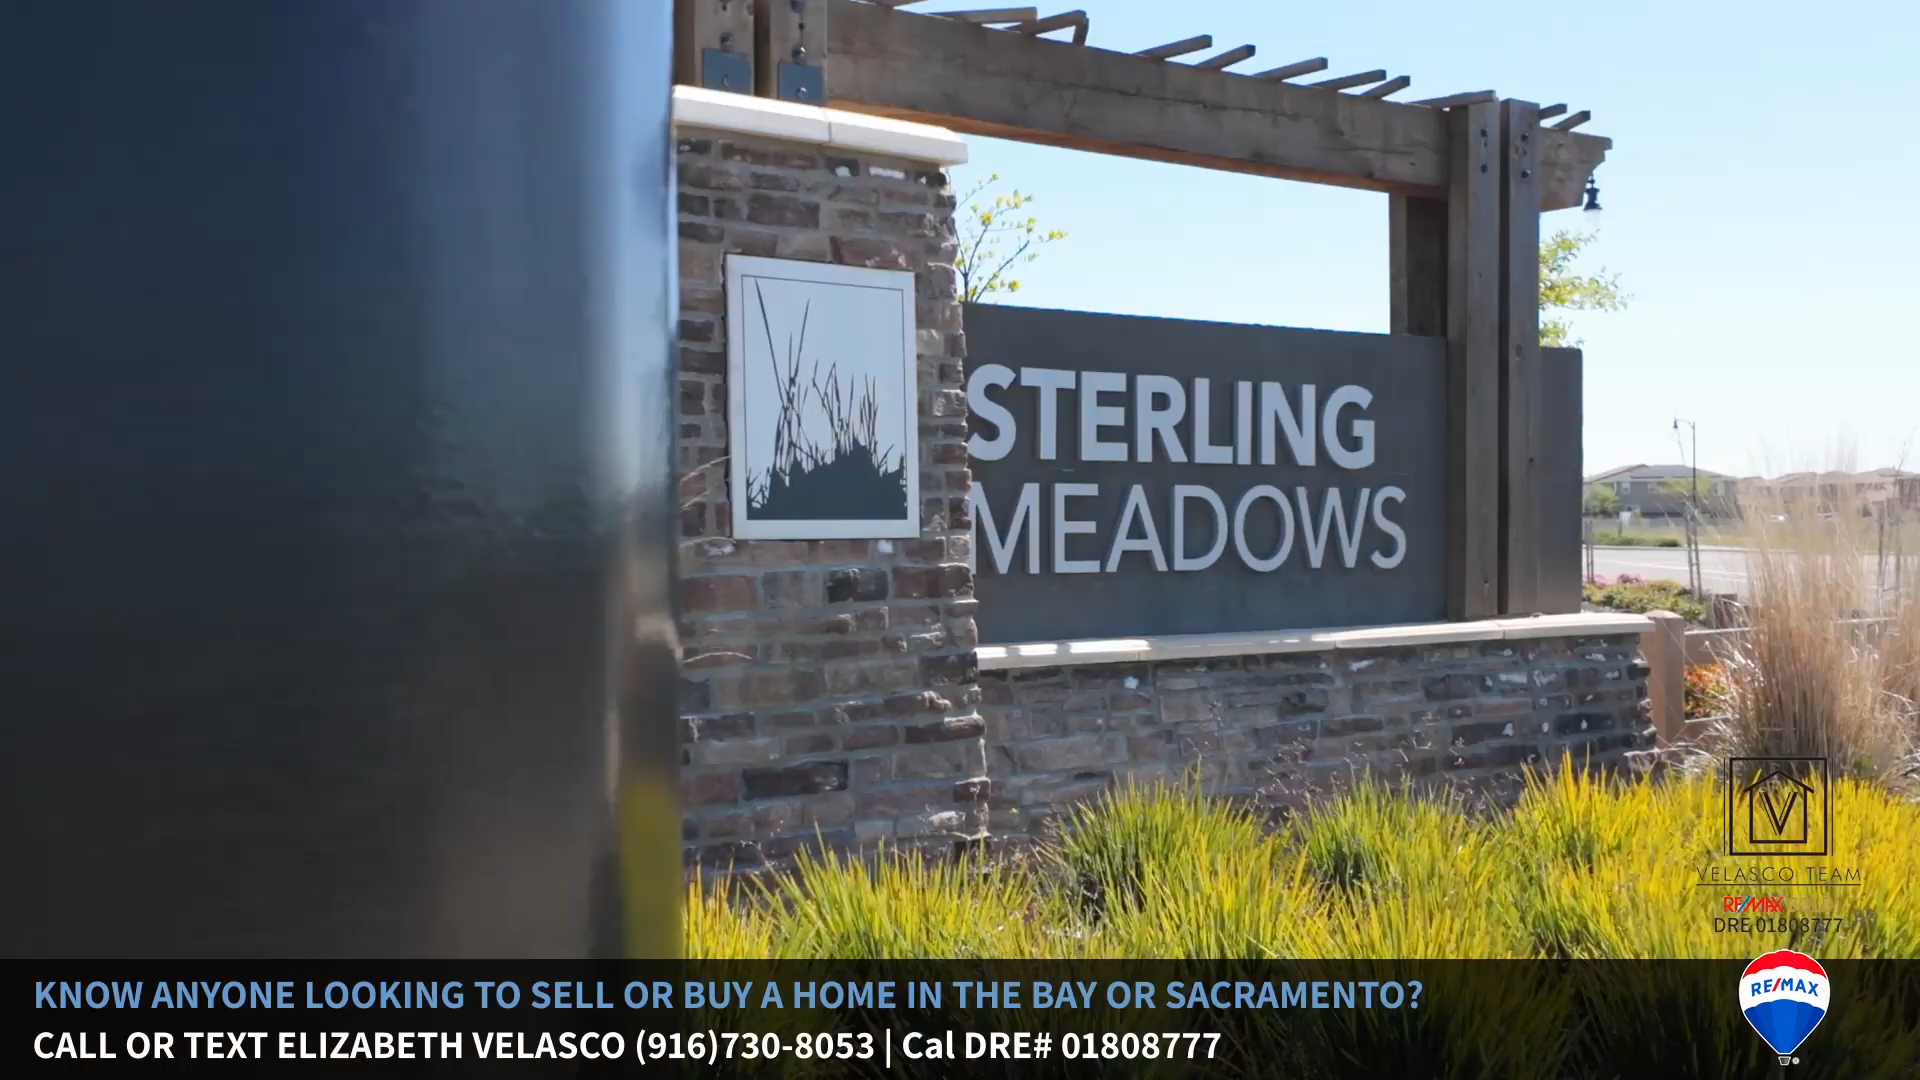 STERLING
MEADOWS
V
VELASCO TEAM
RE/MAX
DRE 01808777
KNOW ANYONE LOOKING TO SELL OR BUY A HOME IN THE BAY OR SACRAMENTO?
CALL OR TEXT ELIZABETH VELASCO (916)730-8053 | Cal DRE# 01808777
RE/MAX